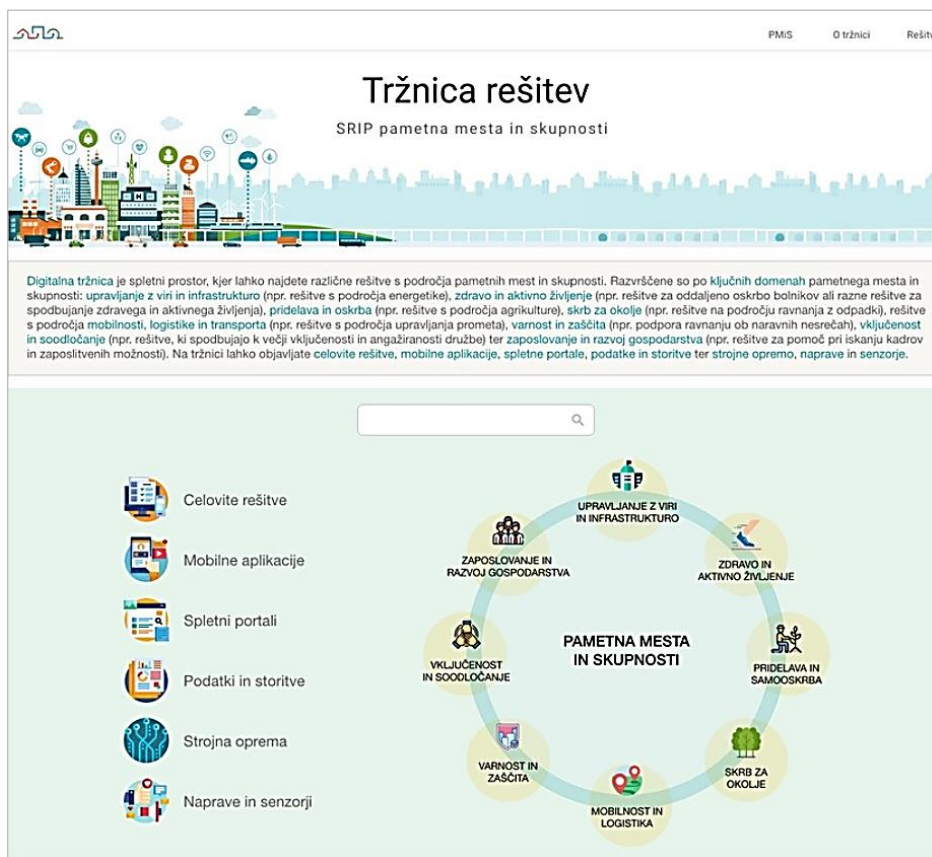 PMiS O tržnici Rešitv
Tržnica rešitev
SRIP pametna mesta in skupnosti
Digitalna tržnica je spletni prostor, kjer lahko najdete različne rešitve s področja pametnih mest in skupnosti. Razvrščene so po ključnih domenah pametnega mesta in
skupnosti: upravljanje z viri in infrastrukturo (npr. rešitve s področja energetike), zdravo in aktivno življenje (npr. rešitve za oddaljeno oskrbo bolnikov ali razne rešitve za
spodbujanje zdravega in aktivnega življenja), pridelava in oskrba (npr. rešitve s področja agrikulture), skrb za okolje (npr. rešitve na področju ravnanja z odpadki), rešitve
s področja mobilnosti, logistike in transporta (npr. rešitve s področja upravljanja prometa), varnost in zaščita (npr. podpora ravnanju ob naravnih nesrečah), vključenost
in soodločanje (npr. rešitve, ki spodbujajo k večji vključenosti in angažiranosti družbe) ter zaposlovanje in razvoj gospodarstva (npr. rešitve za pomoč pri iskanju kadrov
in zaposlitvenih možnosti). Na tržnici lahko objavljate celovite rešitve, mobilne aplikacije, spletne portale, podatke in storitve ter strojno opremo, naprave in senzorje.
Celovite rešitve
Mobilne aplikacije
Spletni portali
Podatki in storitve
Strojna oprema
Naprave in senzorji
UPRAVLJANJE Z VIRI
IN INFRASTRUKTURO
ZDRAVO IN
AKTIVNO ŽIVLJENJE
PRIDELAVA IN
SAMOOSKRBA
SKRB ZA
OKOLJE
MOBILNOST IN
LOGISTIKA
VARNOST IN
ZAŠČITA
VKLJUČENOST
IN SOODLOČANJE
ZAPOSLOVANJE IN
RAZVOJ GOSPODARSTVA
PAMETNA MESTA
IN SKUPNOSTI